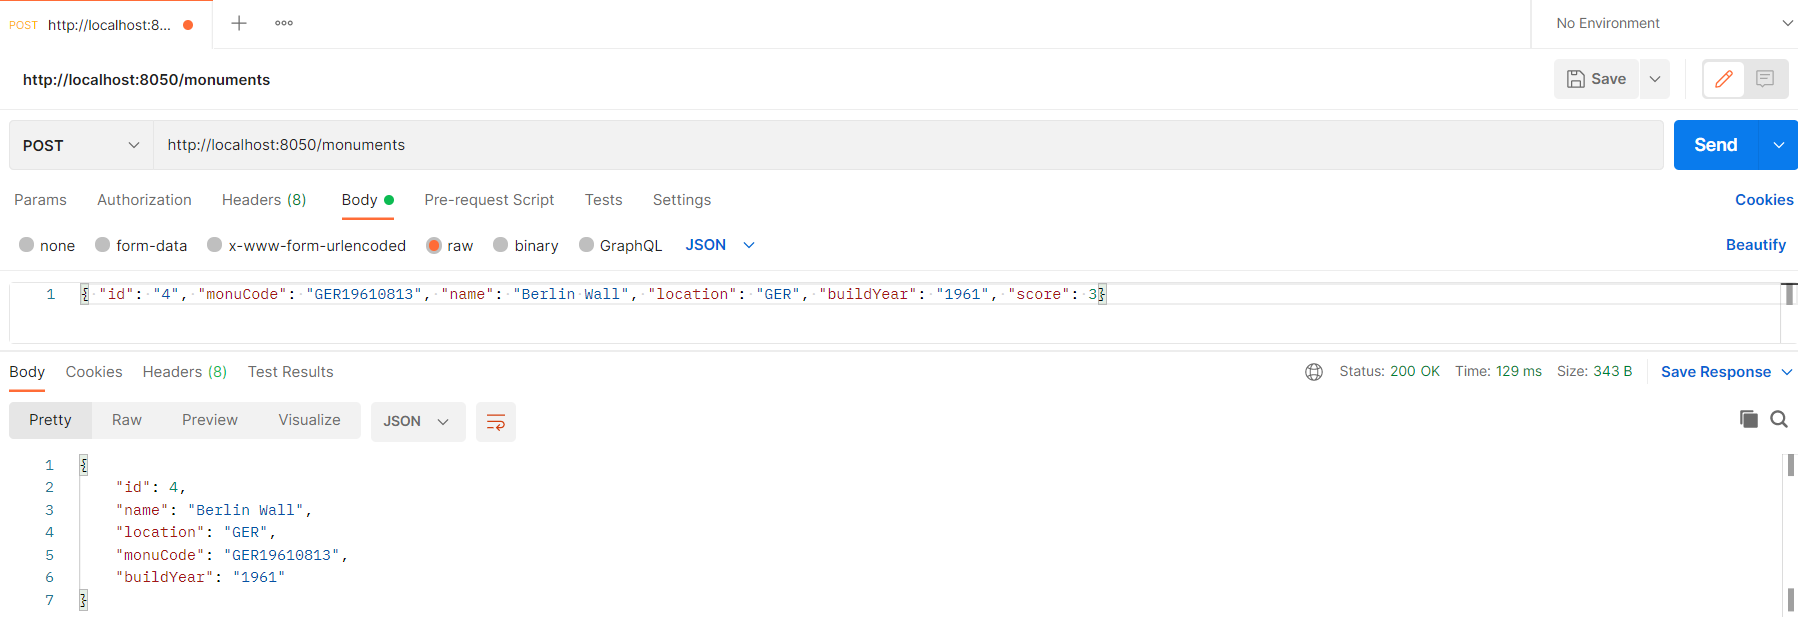 POST http://localhost:8... No Environment
http://localhost:8050/monuments Save
POST http://localhost:8050/monuments Send
Params Authorization Headers (8) Body Pre-request Script Tests Settings Cookies
none form-data x-www-form-urlencoded raw binary GraphQL JSON Beautify
1 { "id": "4", "monuCode": "GER19610813", "name": "Berlin Wall", "location": "GER", "buildYear": "1961", "score": 3}
Body Cookies Headers (8) Test Results Status: 200 OK Time: 129 ms Size: 343 B Save Response
Pretty Raw Preview Visualize JSON
1 {
2 "id": 4,
3 "name": "Berlin Wall",
4 "location": "GER",
5 "monuCode": "GER19610813",
6 "buildYear": "1961"
7 }